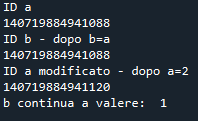 ID a
140719884941088
ID b - dopo b=a
140719884941088
ID a modificato - dopo a=2
140719884941120
b continua a valere:  1